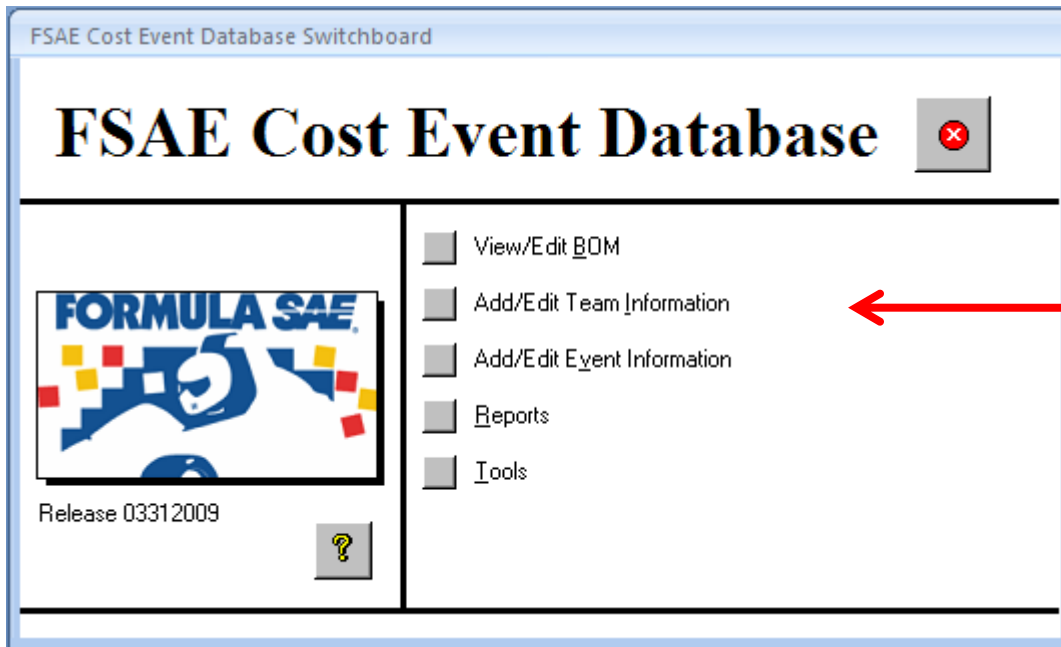 FSAE Cost Event Database Switchboard
FSAE Cost Event Database
View/Edit BOM
Add/Edit Team Information
Add/Edit Event Information
Reports
Tools
FORMULA SAE
Release 03312009
?